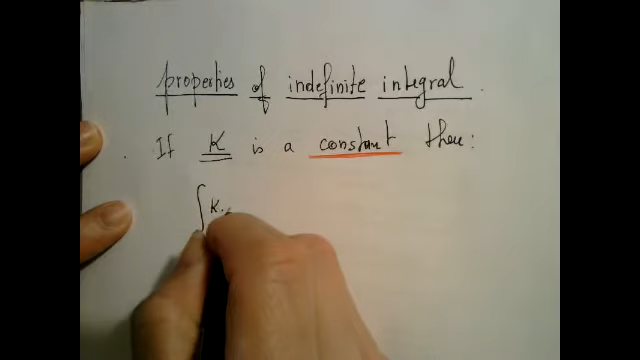 properties of indefinite integral.
. If K is a constant then:
∫ K.